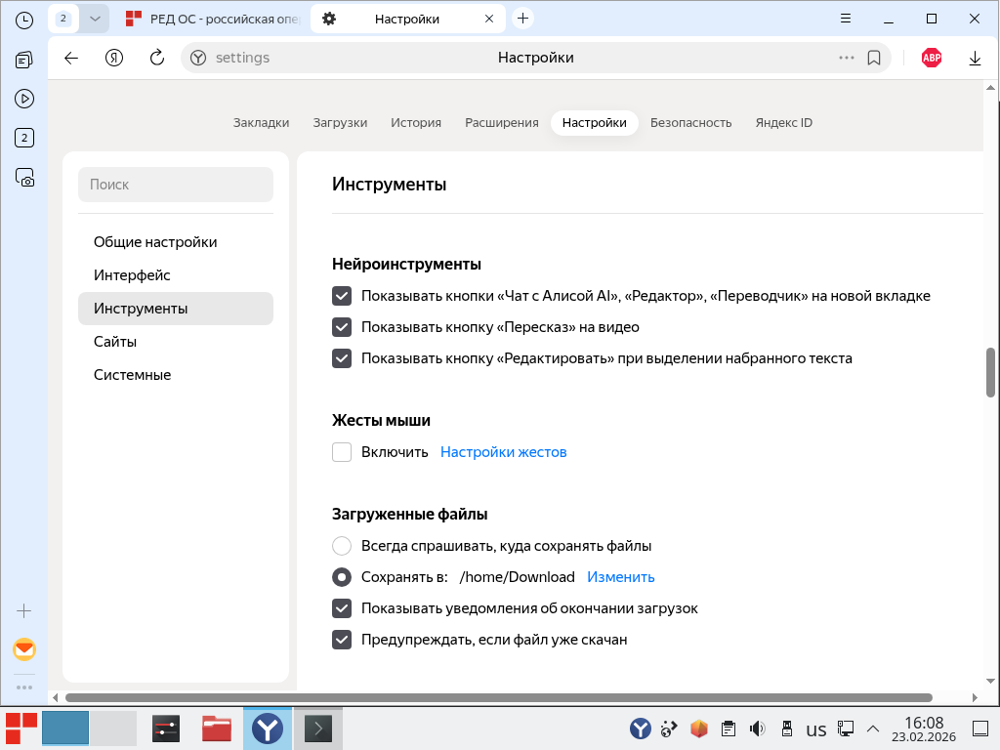 2
РЕД ОС - российская опе
Настройки
settings
Настройки
ABP
2
Закладки
Загрузки
История
Расширения
Настройки
Безопасность
Яндекс ID
Поиск
Общие настройки
Интерфейс
Инструменты
Сайты
Системные
Инструменты
Нейроинструменты
Показывать кнопки «Чат с Алисой AI», «Редактор», «Переводчик» на новой вкладке
Показывать кнопку «Пересказ» на видео
Показывать кнопку «Редактировать» при выделении набранного текста
Жесты мыши
Включить Настройки жестов
Загруженные файлы
Всегда спрашивать, куда сохранять файлы
Сохранять в: /home/Download Изменить
Показывать уведомления об окончании загрузок
Предупреждать, если файл уже скачан
us
16:08
23.02.2026